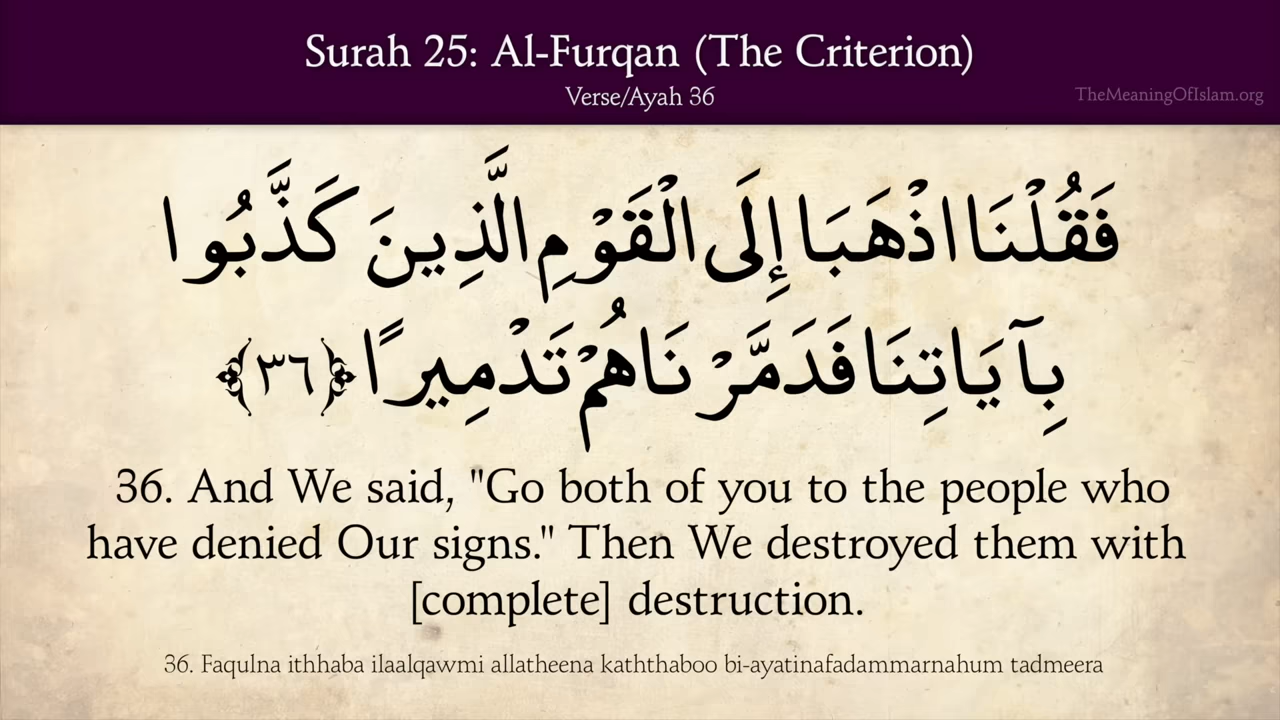 Surah 25: Al-Furqan (The Criterion)
Verse/Ayah 36
TheMeaningOfIslam.org
فَقُلْنَا اذْهَبَا إِلَى الْقَوْمِ الَّذِينَ كَذَّبُوا
بِآيَاتِنَا فَدَمَّرْنَاهُمْ تَدْمِيرًا ﴿٣٦﴾
36. And We said, "Go both of you to the people who
have denied Our signs." Then We destroyed them with
[complete] destruction.
36. Faqulna ithhaba ilaalqawmi allatheena kaththaboo bi-ayatinafadammarnahum tadmeera